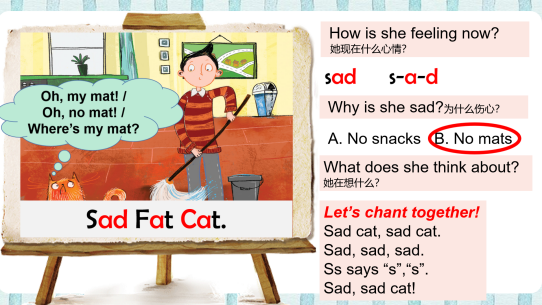 Oh, my mat! /
Oh, no mat! /
Where's my mat?
Sad Fat Cat.
How is she feeling now?
她现在什么心情?
sad s-a-d
Why is she sad?为什么伤心?
A. No snacks B. No mats
What does she think about?
她在想什么?
Let's chant together!
Sad cat, sad cat.
Sad, sad, sad.
Ss says “s”,“s”.
Sad, sad cat!